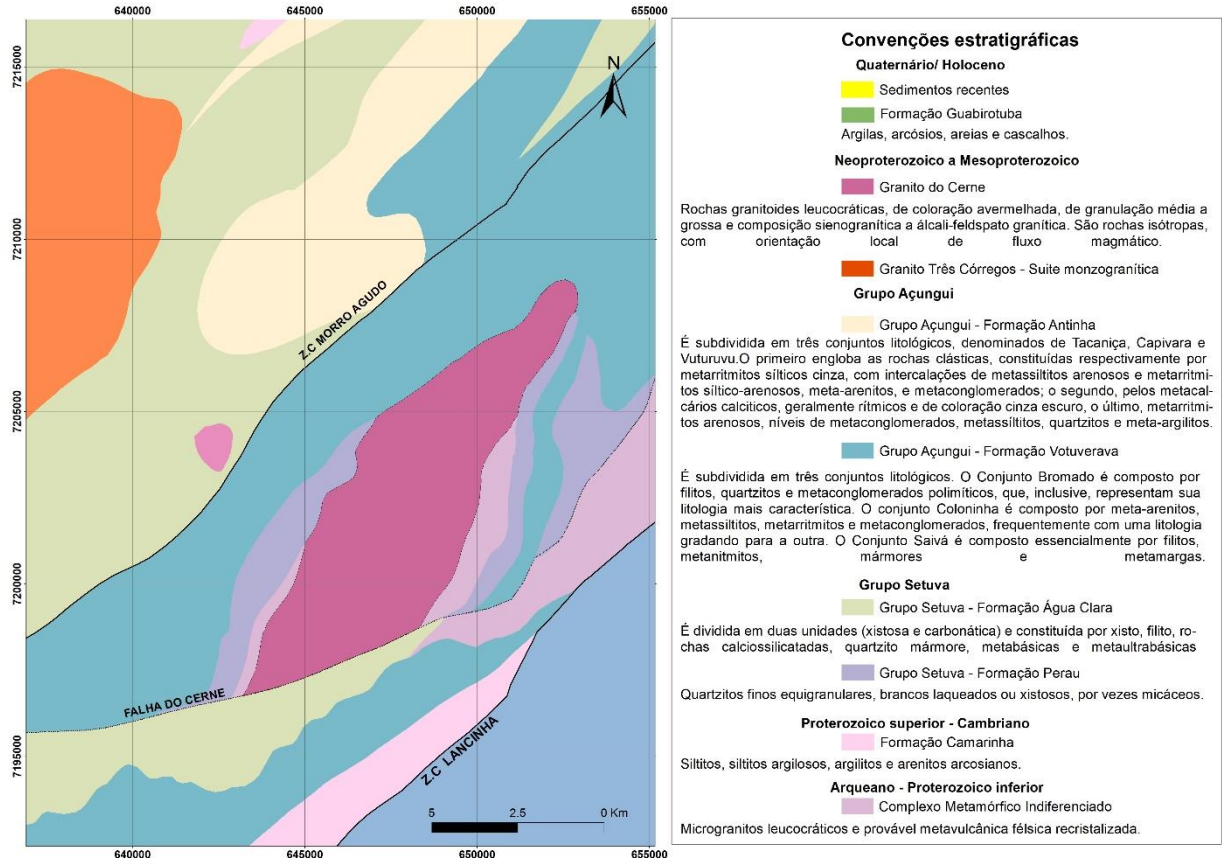 640000
645000
650000
655000
7215000
7210000
7205000
7200000
7195000
N
Z.C MORRO AGUDO
FALHA DO CERNE
Z.C LANCINHA
5
2.5
0 Km
640000
645000
650000
655000
Convenções estratigráficas
Quaternário/ Holoceno
Sedimentos recentes
Formação Guabirotuba
Argilas, arcósios, areias e cascalhos.
Neoproterozoico a Mesoproterozoico
Granito do Cerne
Rochas granitoides leucocráticas, de coloração avermelhada, de granulação média a
grossa e composição sienogranítica a álcali-feldspato granítica. São rochas isótropas,
com orientação local de fluxo magmático.
Granito Três Córregos - Suite monzogranítica
Grupo Açungui
Grupo Açungui - Formação Antinha
É subdividida em três conjuntos litológicos, denominados de Tacaniça, Capivara e
Vuturuvu.O primeiro engloba as rochas clásticas, constituídas respectivamente por
metarritmitos sílticos cinza, com intercalações de metassiltitos arenosos e metarritmi-
tos síltico-arenosos, meta-arenitos, e metaconglomerados; o segundo, pelos metacal-
cários calcíticos, geralmente rítmicos e de coloração cinza escuro, o último, metarritmi-
tos arenosos, níveis de metaconglomerados, metassíltitos, quartzitos e meta-argilitos.
Grupo Açungui - Formação Votuverava
É subdividida em três conjuntos litológicos. O Conjunto Bromado é composto por
filitos, quartzitos e metaconglomerados polimíticos, que, inclusive, representam sua
litologia mais característica. O conjunto Coloninha é composto por meta-arenitos,
metassíltitos, metarritmitos e metaconglomerados, frequentemente com uma litologia
gradando para a outra. O Conjunto Saivá é composto essencialmente por filitos,
metanitmitos, mármores e metamargas.
Grupo Setuva
Grupo Setuva - Formação Água Clara
É dividida em duas unidades (xistosa e carbonática) e constituída por xisto, filito, ro-
chas calciossilicatadas, quartzito mármore, metabásicas e metaultrabásicas
Grupo Setuva - Formação Perau
Quartzitos finos equigranulares, brancos laqueados ou xistosos, por vezes micáceos.
Proterozoico superior - Cambriano
Formação Camarinha
Siltitos, siltitos argilosos, argilitos e arenitos arcosianos.
Arqueano - Proterozoico inferior
Complexo Metamórfico Indiferenciado
Microgranitos leucocráticos e provável metavulcânica félsica recristalizada.